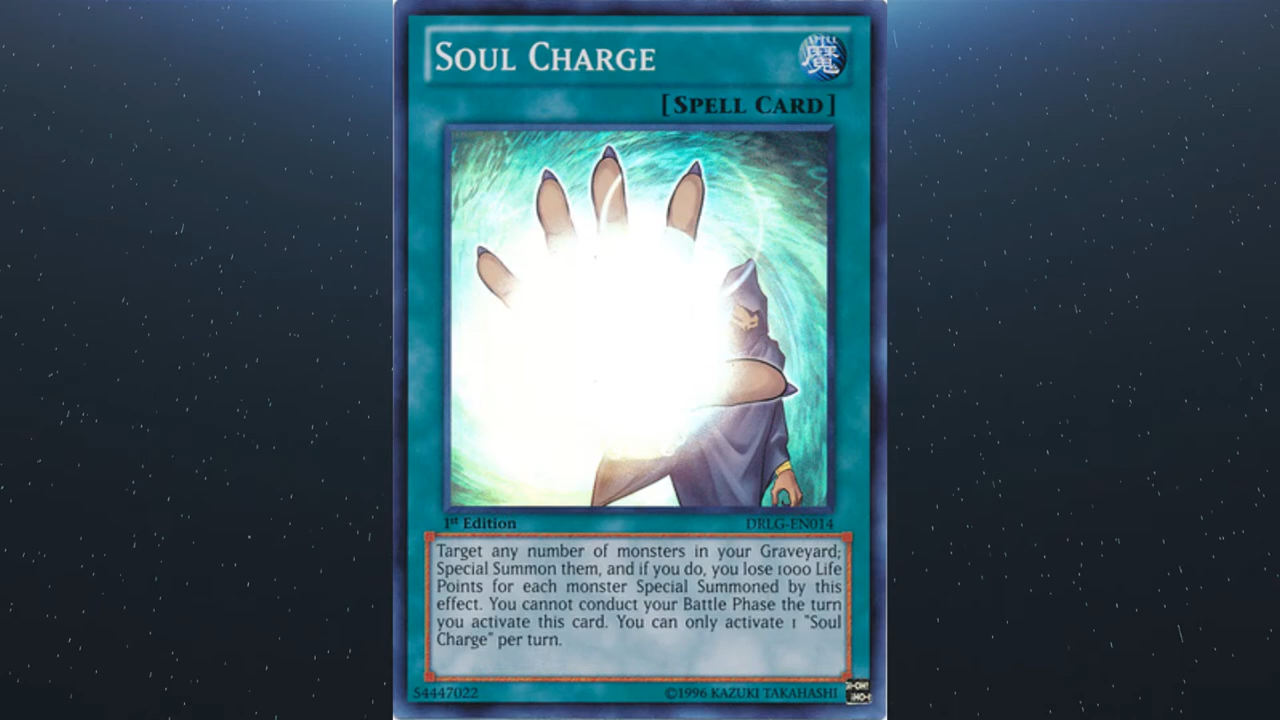 SOUL CHARGE
魔
[SPELL CARD]
1st Edition
DRLG-EN014
Target any number of monsters in your Graveyard;
Special Summon them, and if you do, you lose 1000 Life
Points for each monster Special Summoned by this
effect. You cannot conduct your Battle Phase the turn
you activate this card. You can only activate 1 "Soul
Charge" per turn.
54447022
©1996 KAZUKI TAKAHASHI